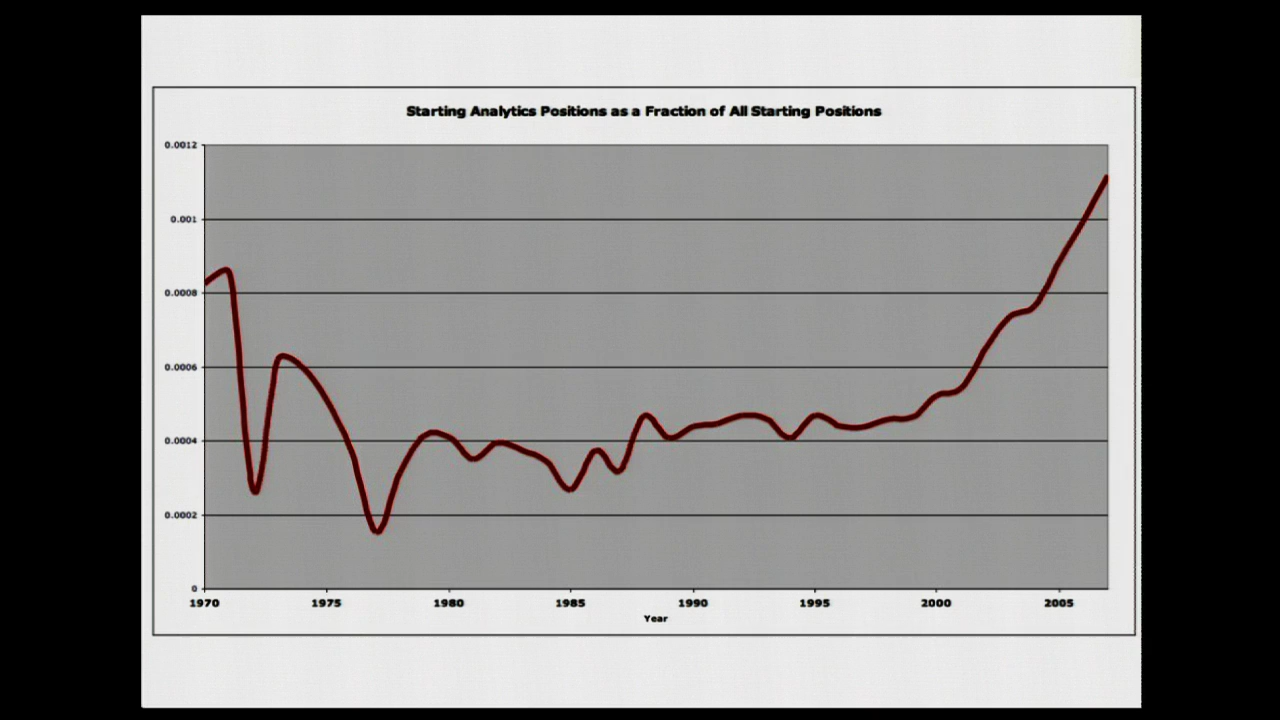 Starting Analytics Positions as a Fraction of All Starting Positions
0.0012
0.001
0.0008
0.0006
0.0004
0.0002
0
1970 1975 1980 1985 1990 1995 2000 2005
Year